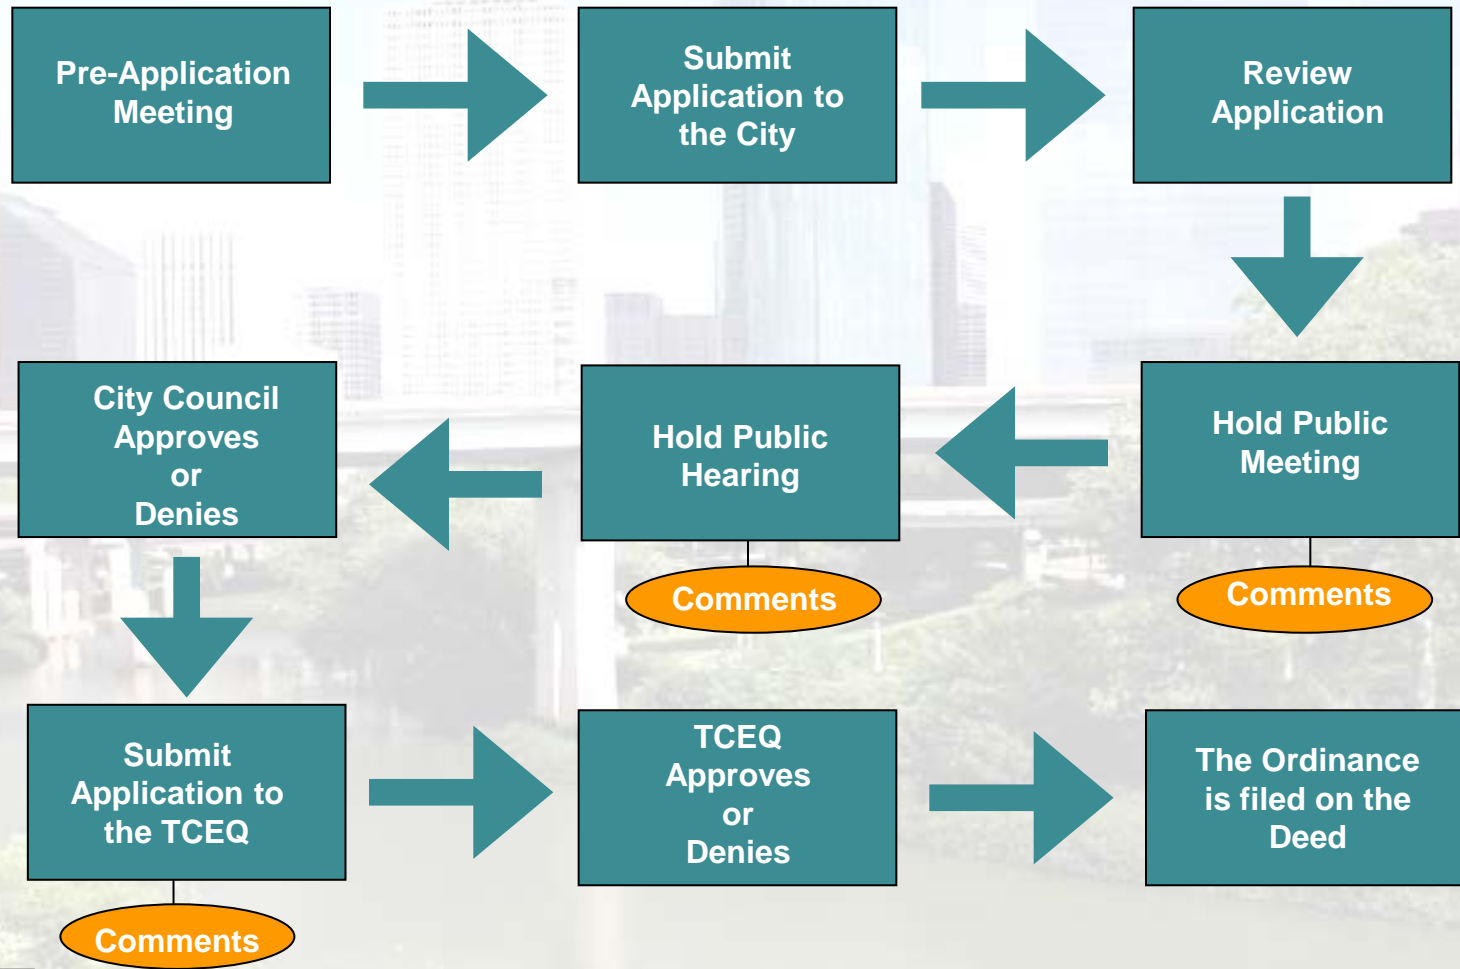 Pre-Application
Meeting
Submit
Application to
the City
Review
Application
Hold Public
Meeting
Comments
Hold Public
Hearing
Comments
City Council
Approves
or
Denies
Submit
Application to
the TCEQ
Comments
TCEQ
Approves
or
Denies
The Ordinance
is filed on the
Deed